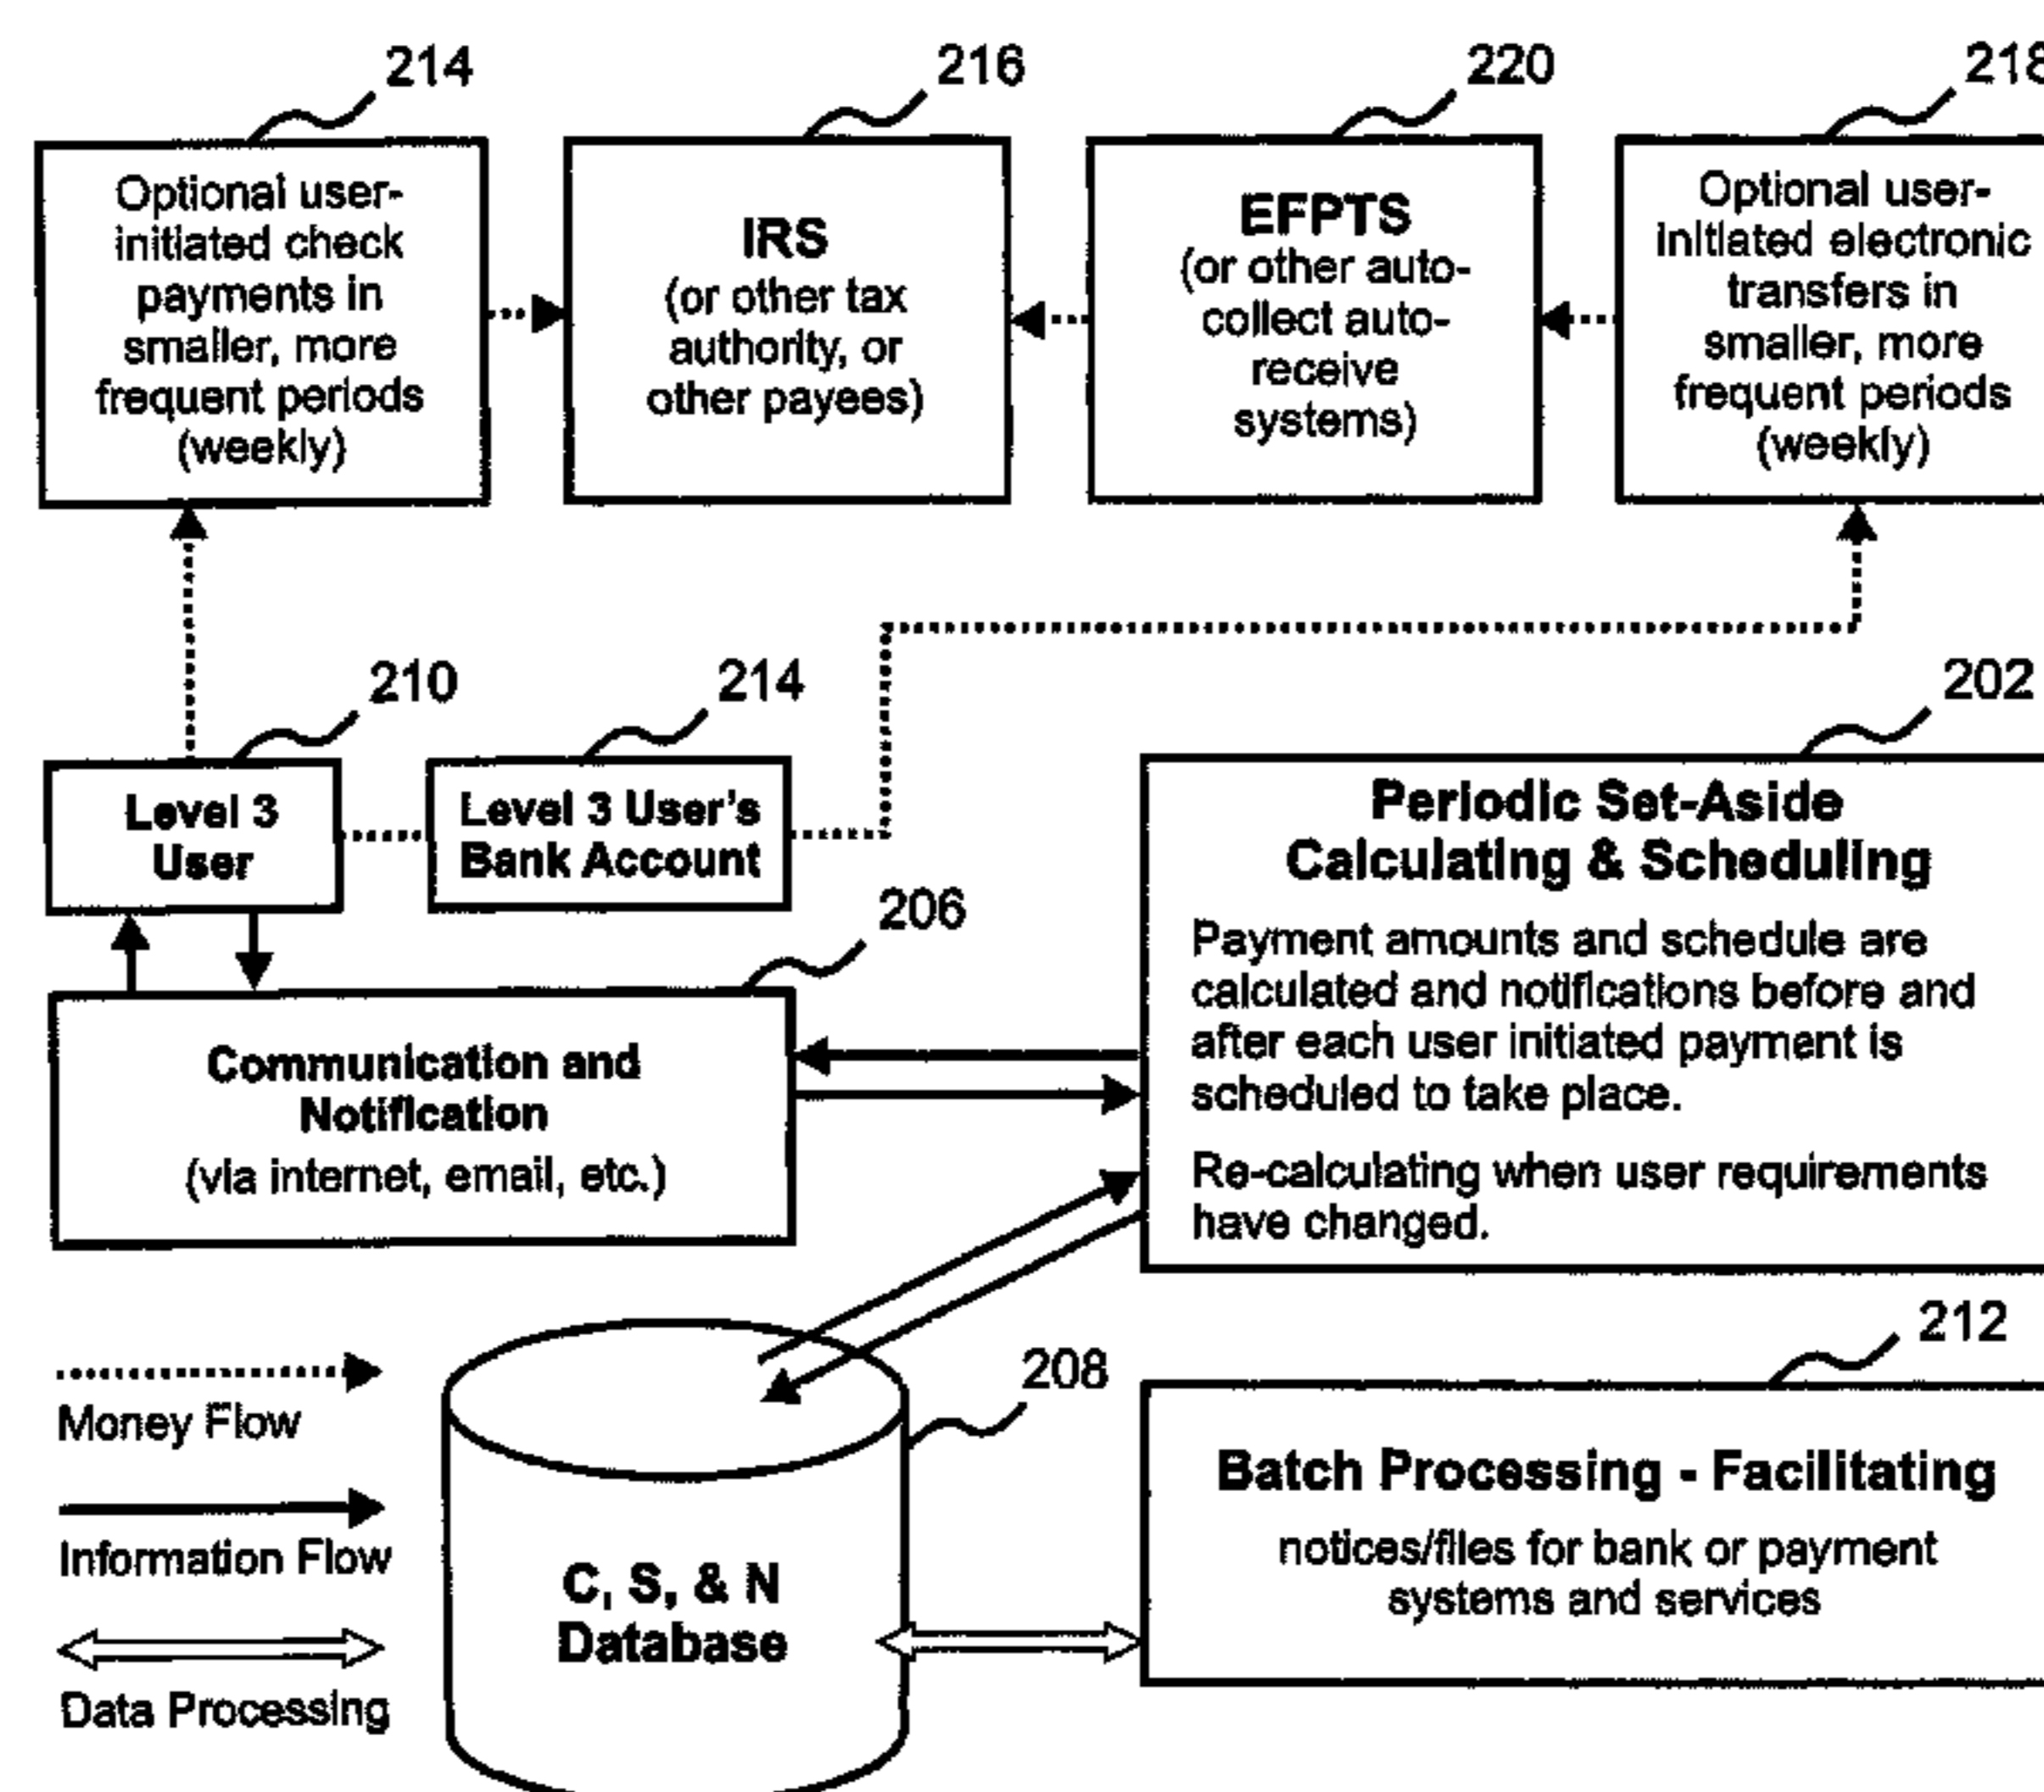 214
216
220
218
Optional user-
initiated check
payments in
smaller, more
frequent periods
(weekly)
IRS
(or other tax
authority, or
other payees)
EFPTS
(or other auto-
collect auto-
receive
systems)
Optional user-
initiated electronic
transfers in
smaller, more
frequent periods
(weekly)
210
214
202
Level 3
User
Level 3 User's
Bank Account
206
Periodic Set-Aside
Calculating & Scheduling
Payment amounts and schedule are
calculated and notifications before and
after each user initiated payment is
scheduled to take place.
Re-calculating when user requirements
have changed.
Communication and
Notification
(via internet, email, etc.)
212
208
Money Flow
Information Flow
Data Processing
C, S, & N
Database
Batch Processing - Facilitating
notices/files for bank or payment
systems and services